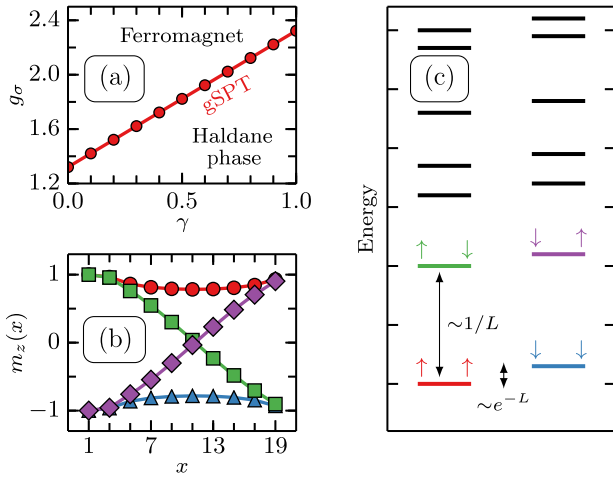 2.4
2.0
1.6
1.2
g_σ
Ferromagnet
(a)
gSPT
Haldane
phase
0.0 0.5 1.0
γ
1
0
−1
m_z(x)
(b)
1 7 13 19
x
(c)
Energy
↑ ↓
↓ ↑
~1/L
↑ ↑
↓ ↓
~e^{−L}